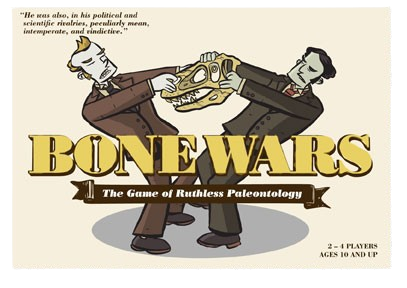 "He was also, in his political and
scientific rivalries, peculiarly mean,
intemperate, and vindictive."
BONE WARS
The Game of Ruthless Paleontology
2 – 4 PLAYERS
AGES 10 AND UP